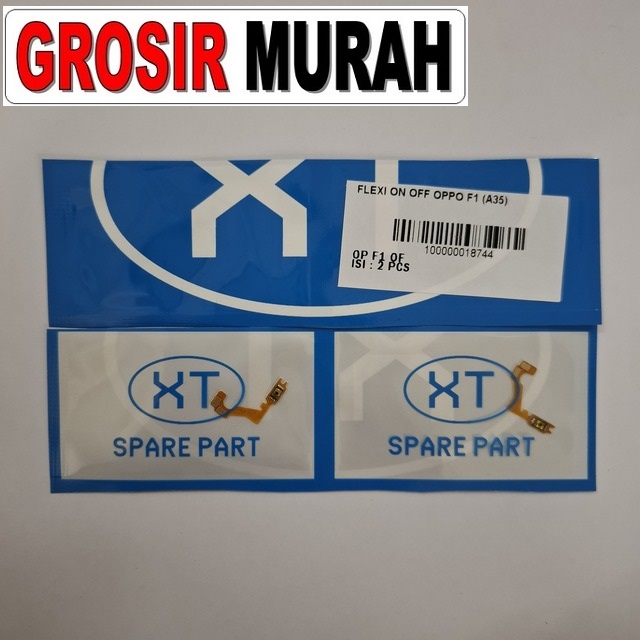 GROSIR MURAH
XT
FLEXI ON OFF OPPO F1 (A35)
100000018744
OP F1 OF
ISI : 2 PCS
XT
SPARE PART
XT
SPARE PART